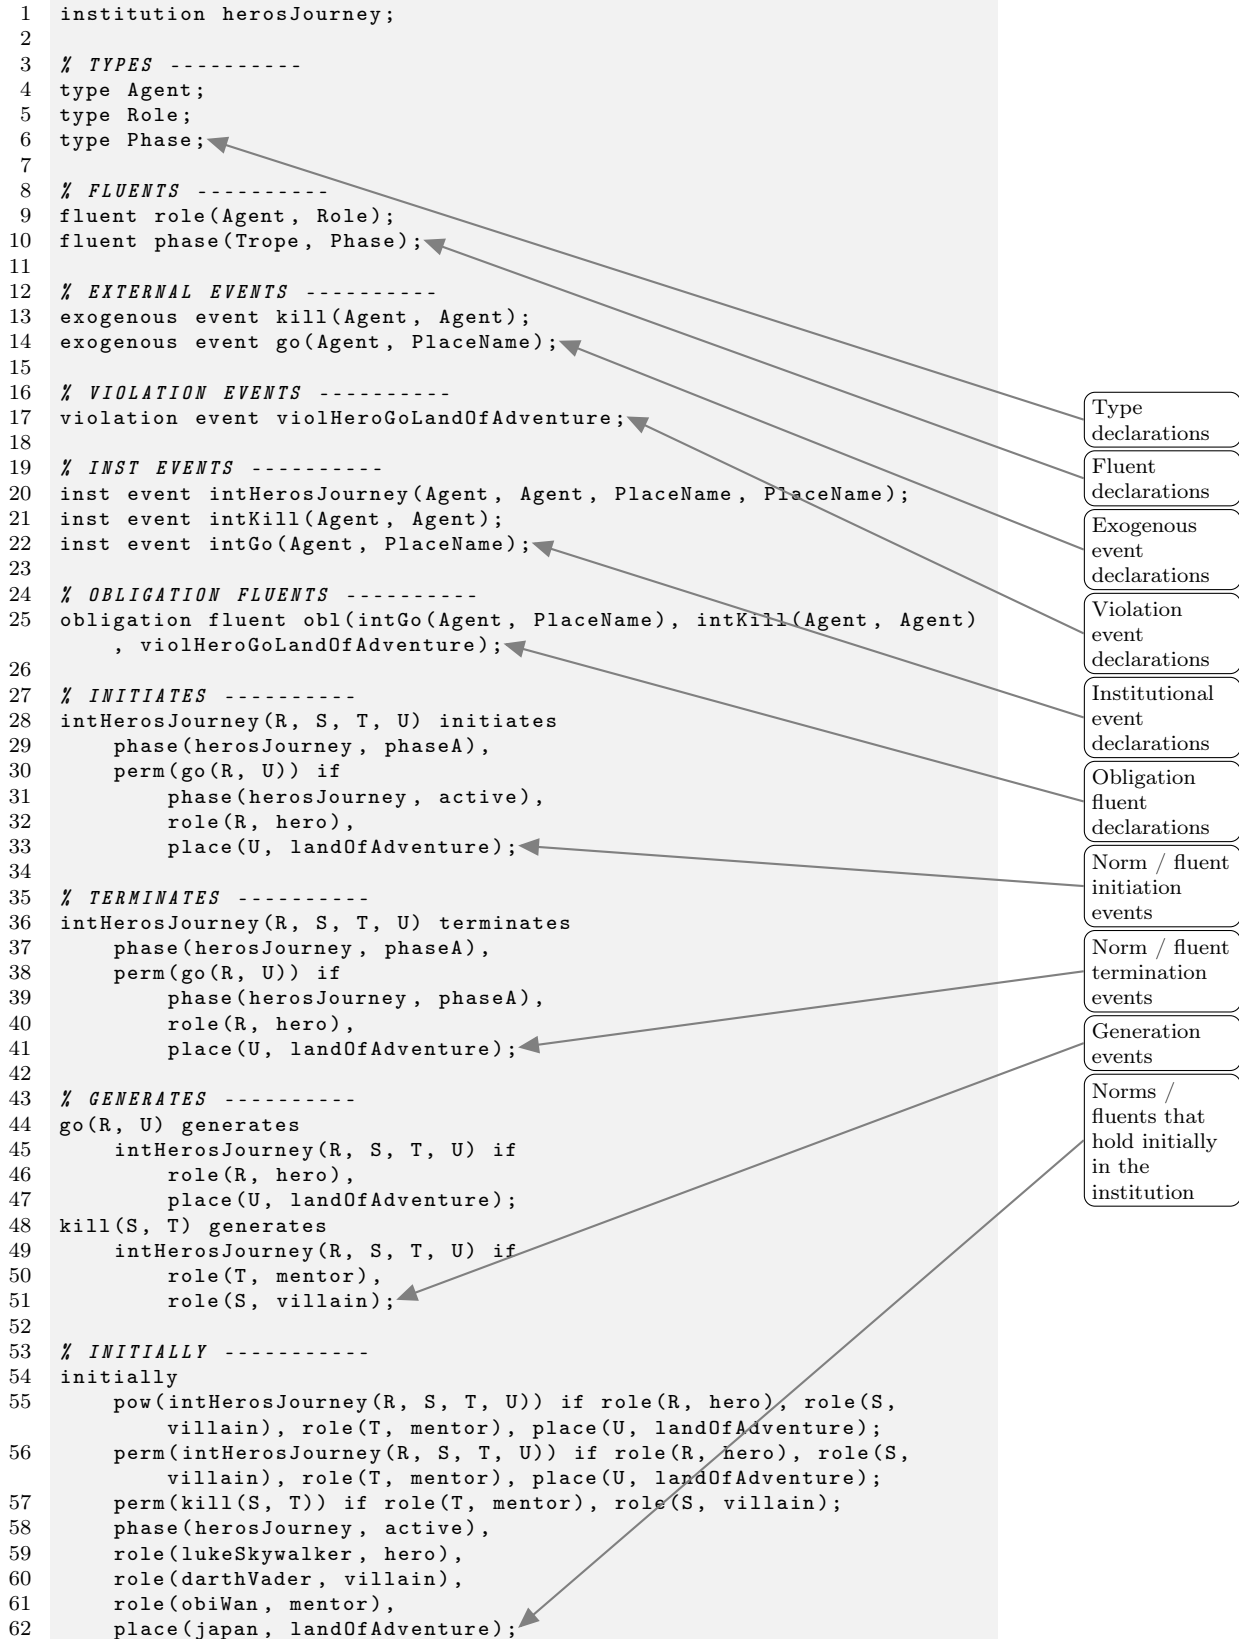 1 institution herosJourney;
2
3 % TYPES ----------
4 type Agent;
5 type Role;
6 type Phase;
7
8 % FLUENTS ----------
9 fluent role(Agent, Role);
10 fluent phase(Trope, Phase);
11
12 % EXTERNAL EVENTS ----------
13 exogenous event kill(Agent, Agent);
14 exogenous event go(Agent, PlaceName);
15
16 % VIOLATION EVENTS ----------
17 violation event violHeroGoLandOfAdventure;
18
19 % INST EVENTS ----------
20 inst event intHerosJourney(Agent, Agent, PlaceName, PlaceName);
21 inst event intKill(Agent, Agent);
22 inst event intGo(Agent, PlaceName);
23
24 % OBLIGATION FLUENTS ----------
25 obligation fluent obl(intGo(Agent, PlaceName), intKill(Agent, Agent)
, violHeroGoLandOfAdventure);
26
27 % INITIATES ----------
28 intHerosJourney(R, S, T, U) initiates
29 phase(herosJourney, phaseA),
30 perm(go(R, U)) if
31 phase(herosJourney, active),
32 role(R, hero),
33 place(U, landOfAdventure);
34
35 % TERMINATES ----------
36 intHerosJourney(R, S, T, U) terminates
37 phase(herosJourney, phaseA),
38 perm(go(R, U)) if
39 phase(herosJourney, phaseA),
40 role(R, hero),
41 place(U, landOfAdventure);
42
43 % GENERATES ----------
44 go(R, U) generates
45 intHerosJourney(R, S, T, U) if
46 role(R, hero),
47 place(U, landOfAdventure);
48 kill(S, T) generates
49 intHerosJourney(R, S, T, U) if
50 role(T, mentor),
51 role(S, villain);
52
53 % INITIALLY -----------
54 initially
55 pow(intHerosJourney(R, S, T, U)) if role(R, hero), role(S,
villain), role(T, mentor), place(U, landOfAdventure);
56 perm(intHerosJourney(R, S, T, U)) if role(R, hero), role(S,
villain), role(T, mentor), place(U, landOfAdventure);
57 perm(kill(S, T)) if role(T, mentor), role(S, villain);
58 phase(herosJourney, active),
59 role(lukeSkywalker, hero),
60 role(darthVader, villain),
61 role(obiWan, mentor),
62 place(japan, landOfAdventure);
Type
declarations
Fluent
declarations
Exogenous
event
declarations
Violation
event
declarations
Institutional
event
declarations
Obligation
fluent
declarations
Norm / fluent
initiation
events
Norm / fluent
termination
events
Generation
events
Norms /
fluents that
hold initially
in the
institution